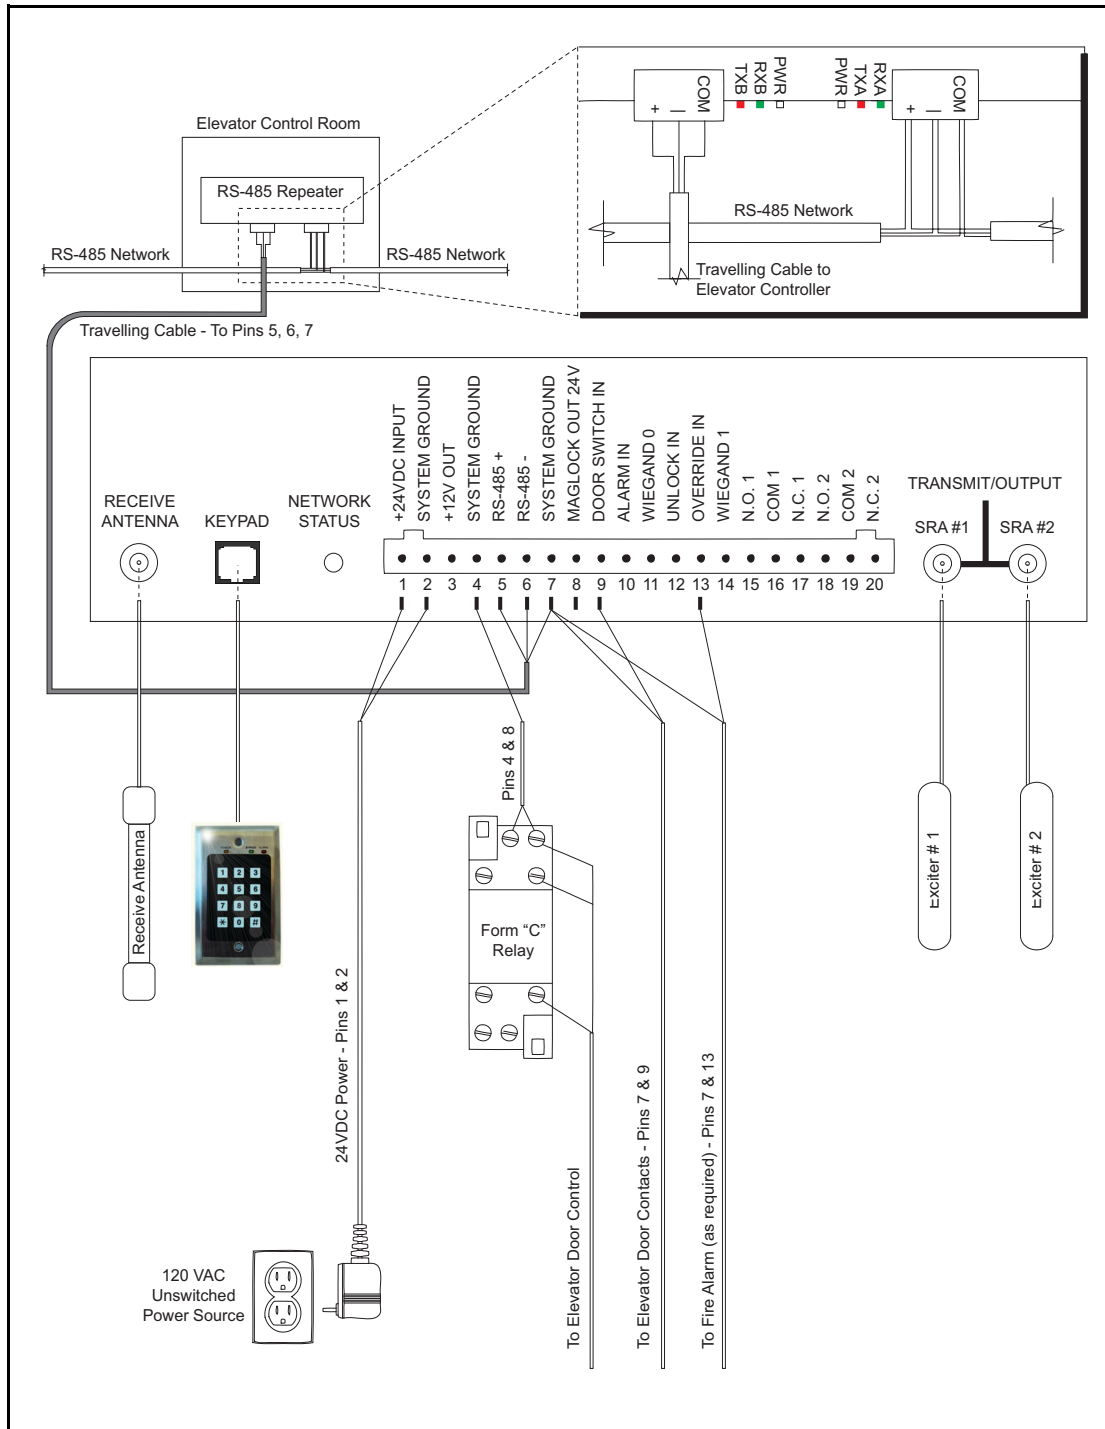 COM
+
—
TXB
RXB
PWR
PWR
TXA
RXA
COM
+
—
Elevator Control Room
RS-485 Repeater
RS-485 Network
RS-485 Network
RS-485 Network
Travelling Cable to
Elevator Controller
Travelling Cable - To Pins 5, 6, 7
RECEIVE
ANTENNA
KEYPAD
NETWORK
STATUS
+24VDC INPUT
SYSTEM GROUND
+12V OUT
SYSTEM GROUND
RS-485 +
RS-485 -
SYSTEM GROUND
MAGLOCK OUT 24V
DOOR SWITCH IN
ALARM IN
WIEGAND 0
UNLOCK IN
OVERRIDE IN
WIEGAND 1
N.O. 1
COM 1
N.C. 1
N.O. 2
COM 2
N.C. 2
TRANSMIT/OUTPUT
SRA #1
SRA #2
1 2 3 4 5 6 7 8 9 10 11 12 13 14 15 16 17 18 19 20
Pins 4 & 8
Receive Antenna
1 2 3
4 5 6
7 8 9
* 0 #
Form “C”
Relay
Exciter # 1
Exciter # 2
24VDC Power - Pins 1 & 2
To Elevator Door Control
To Elevator Door Contacts - Pins 7 & 9
To Fire Alarm (as required) - Pins 7 & 13
120 VAC
Unswitched
Power Source